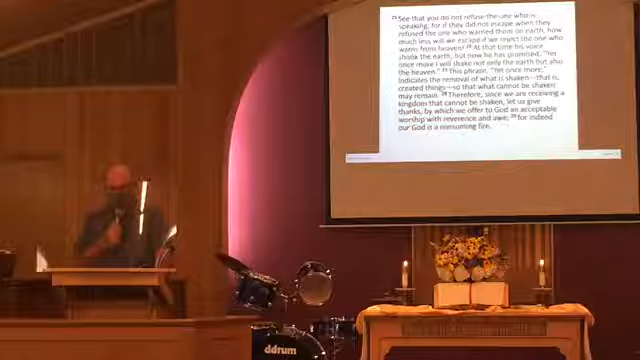 ²⁵ See that you do not refuse the one who is
speaking, for if they did not escape when they
refused the one who warned them on earth, how
much less will we escape if we reject the one who
warns from heaven! ²⁶ At that time his voice
shook the earth, but now he has promised, "Yet
once more I will shake not only the earth but also
the heaven." ²⁷ This phrase, "Yet once more,"
indicates the removal of what is shaken—that is,
created things—so that what cannot be shaken
may remain. ²⁸ Therefore, since we are receiving a
kingdom that cannot be shaken, let us give
thanks, by which we offer to God an acceptable
worship with reverence and awe; ²⁹ for indeed
our God is a consuming fire.
ddrum